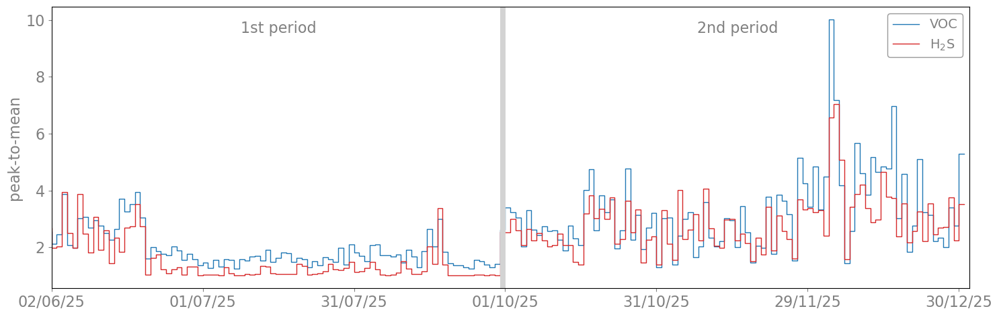 1st period
2nd period
VOC
H₂S
peak-to-mean
10
8
6
4
2
02/06/25
01/07/25
31/07/25
01/10/25
31/10/25
29/11/25
30/12/25